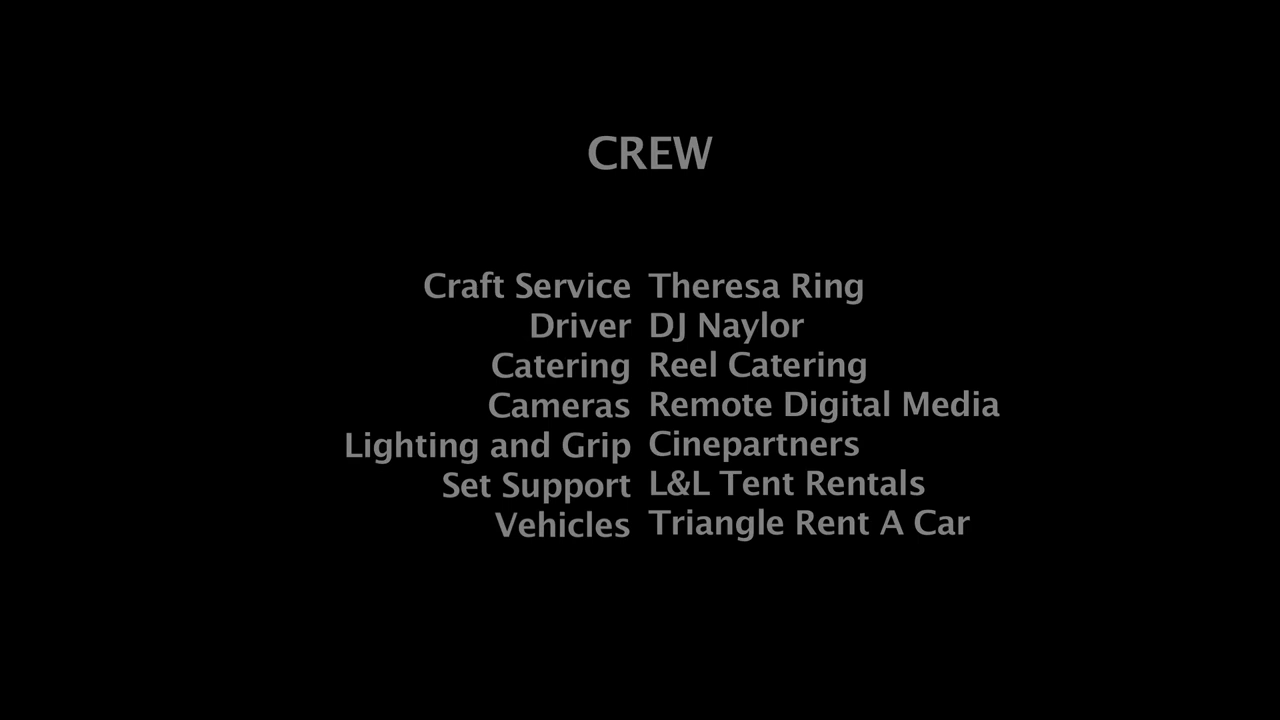 CREW
Craft Service Theresa Ring
Driver DJ Naylor
Catering Reel Catering
Cameras Remote Digital Media
Lighting and Grip Cinepartners
Set Support L&L Tent Rentals
Vehicles Triangle Rent A Car